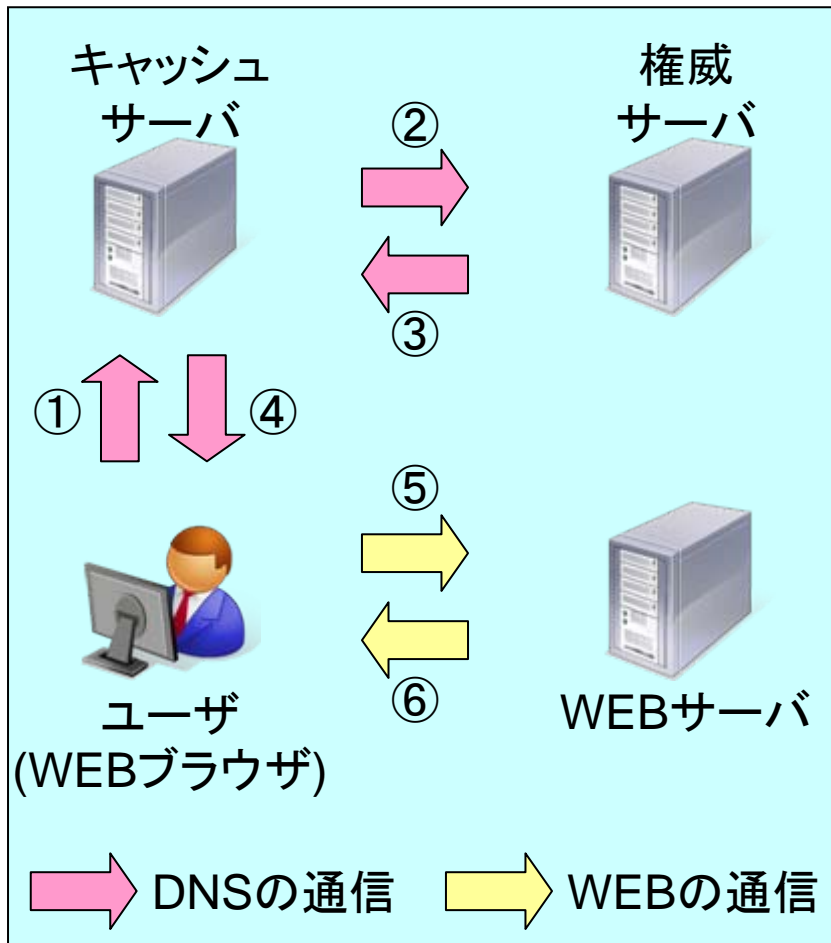 キャッシュ
サーバ
権威
サーバ
②
③
①
④
⑤
⑥
ユーザ
(WEBブラウザ)
WEBサーバ
DNSの通信
WEBの通信